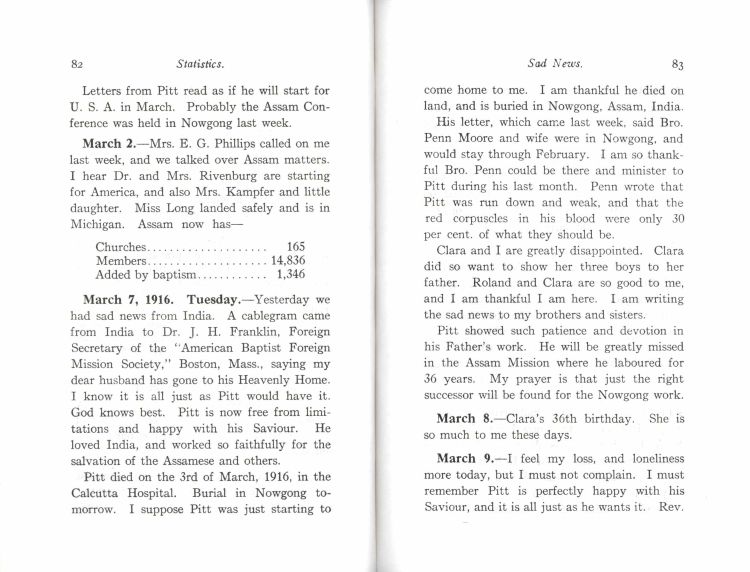 82 Statistics.
Letters from Pitt read as if he will start for
U. S. A. in March. Probably the Assam Con-
ference was held in Nowgong last week.
March 2.—Mrs. E. G. Phillips called on me
last week, and we talked over Assam matters.
I hear Dr. and Mrs. Rivenburg are starting
for America, and also Mrs. Kampfer and little
daughter. Miss Long landed safely and is in
Michigan. Assam now has—
Churches.................... 165
Members.................... 14,836
Added by baptism............ 1,346
March 7, 1916. Tuesday.—Yesterday we
had sad news from India. A cablegram came
from India to Dr. J. H. Franklin, Foreign
Secretary of the "American Baptist Foreign
Mission Society," Boston, Mass., saying my
dear husband has gone to his Heavenly Home.
I know it is all just as Pitt would have it.
God knows best. Pitt is now free from limi-
tations and happy with his Saviour. He
loved India, and worked so faithfully for the
salvation of the Assamese and others.
Pitt died on the 3rd of March, 1916, in the
Calcutta Hospital. Burial in Nowgong to-
morrow. I suppose Pitt was just starting to
Sad News. 83
come home to me. I am thankful he died on
land, and is buried in Nowgong, Assam, India.
His letter, which came last week, said Bro.
Penn Moore and wife were in Nowgong, and
would stay through February. I am so thank-
ful Bro. Penn could be there and minister to
Pitt during his last month. Penn wrote that
Pitt was run down and weak, and that the
red corpuscles in his blood were only 30
per cent. of what they should be.
Clara and I are greatly disappointed. Clara
did so want to show her three boys to her
father. Roland and Clara are so good to me,
and I am thankful I am here. I am writing
the sad news to my brothers and sisters.
Pitt showed such patience and devotion in
his Father's work. He will be greatly missed
in the Assam Mission where he laboured for
36 years. My prayer is that just the right
successor will be found for the Nowgong work.
March 8.—Clara's 36th birthday. She is
so much to me these days.
March 9.—I feel my loss, and loneliness
more today, but I must not complain. I must
remember Pitt is perfectly happy with his
Saviour, and it is all just as he wants it. Rev.